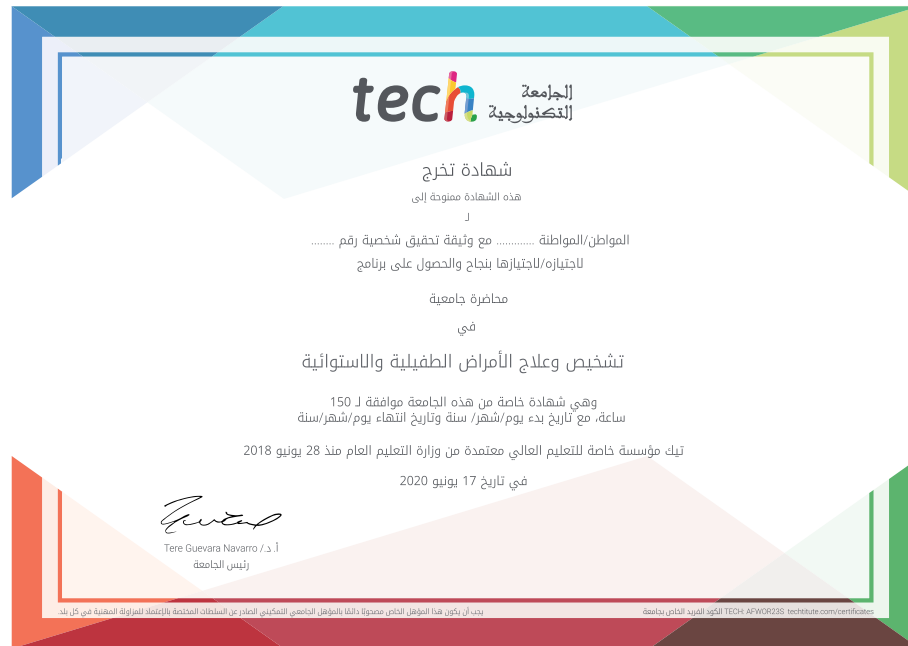 tech الجامعة
التكنولوجية
شهادة تخرج
هذه الشهادة ممنوحة إلى
لـ
المواطن/المواطنة ............. مع وثيقة تحقيق شخصية رقم ........
لاجتيازه/لاجتيازها بنجاح والحصول على برنامج
محاضرة جامعية
في
تشخيص وعلاج الأمراض الطفيلية والاستوائية
وهي شهادة خاصة من هذه الجامعة موافقة لـ 150
ساعة، مع تاريخ بدء يوم/شهر/ سنة وتاريخ انتهاء يوم/شهر/سنة
تيك مؤسسة خاصة للتعليم العالي معتمدة من وزارة التعليم العام منذ 28 يونيو 2018
في تاريخ 17 يونيو 2020
أ. د./ Tere Guevara Navarro
رئيس الجامعة
يجب أن يكون هذا المؤهل الخاص مصحوبًا دائمًا بالمؤهل الجامعي التمكيني الصادر عن السلطات المختصة بالإعتماد للمزاولة المهنية في كل بلد.
الكود الفريد الخاص بجامعة TECH: AFWOR23S techtitute.com/certificates